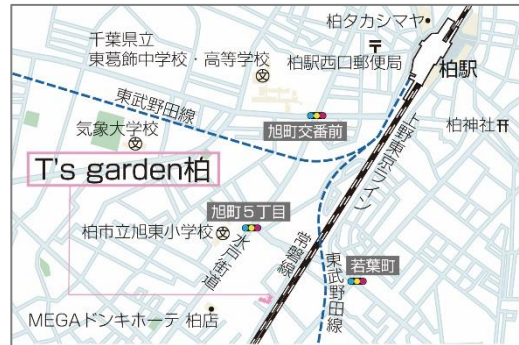 柏タカシマヤ
千葉県立
東葛飾中学校・高等学校
柏駅西口郵便局
柏駅
東武野田線
旭町交番前
上野東京ライン
柏神社
気象大学校
T's garden柏
旭町5丁目
柏市立旭東小学校
水戸街道
常磐線
若葉町
東武野田線
MEGAドンキホーテ 柏店